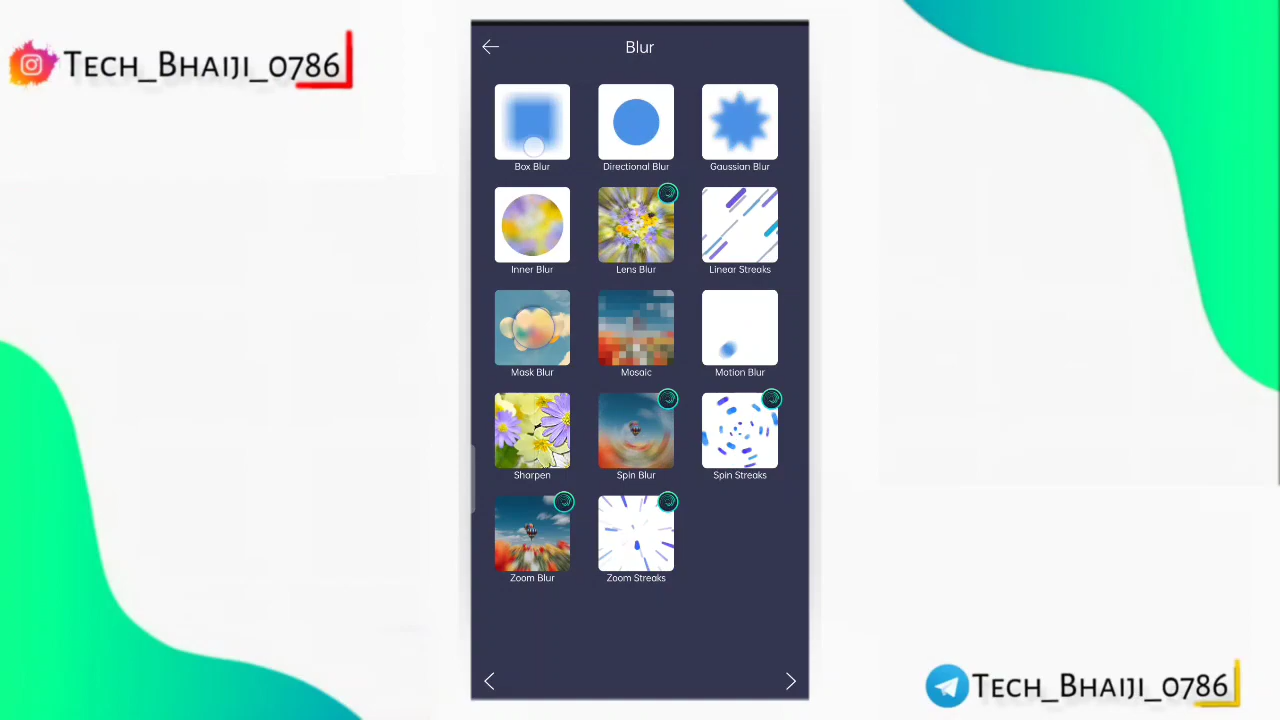 Tech_Bhaiji_0786
Blur
Box Blur
Directional Blur
Gaussian Blur
Inner Blur
Lens Blur
Linear Streaks
Mask Blur
Mosaic
Motion Blur
Sharpen
Spin Blur
Spin Streaks
Zoom Blur
Zoom Streaks
Tech_Bhaiji_0786